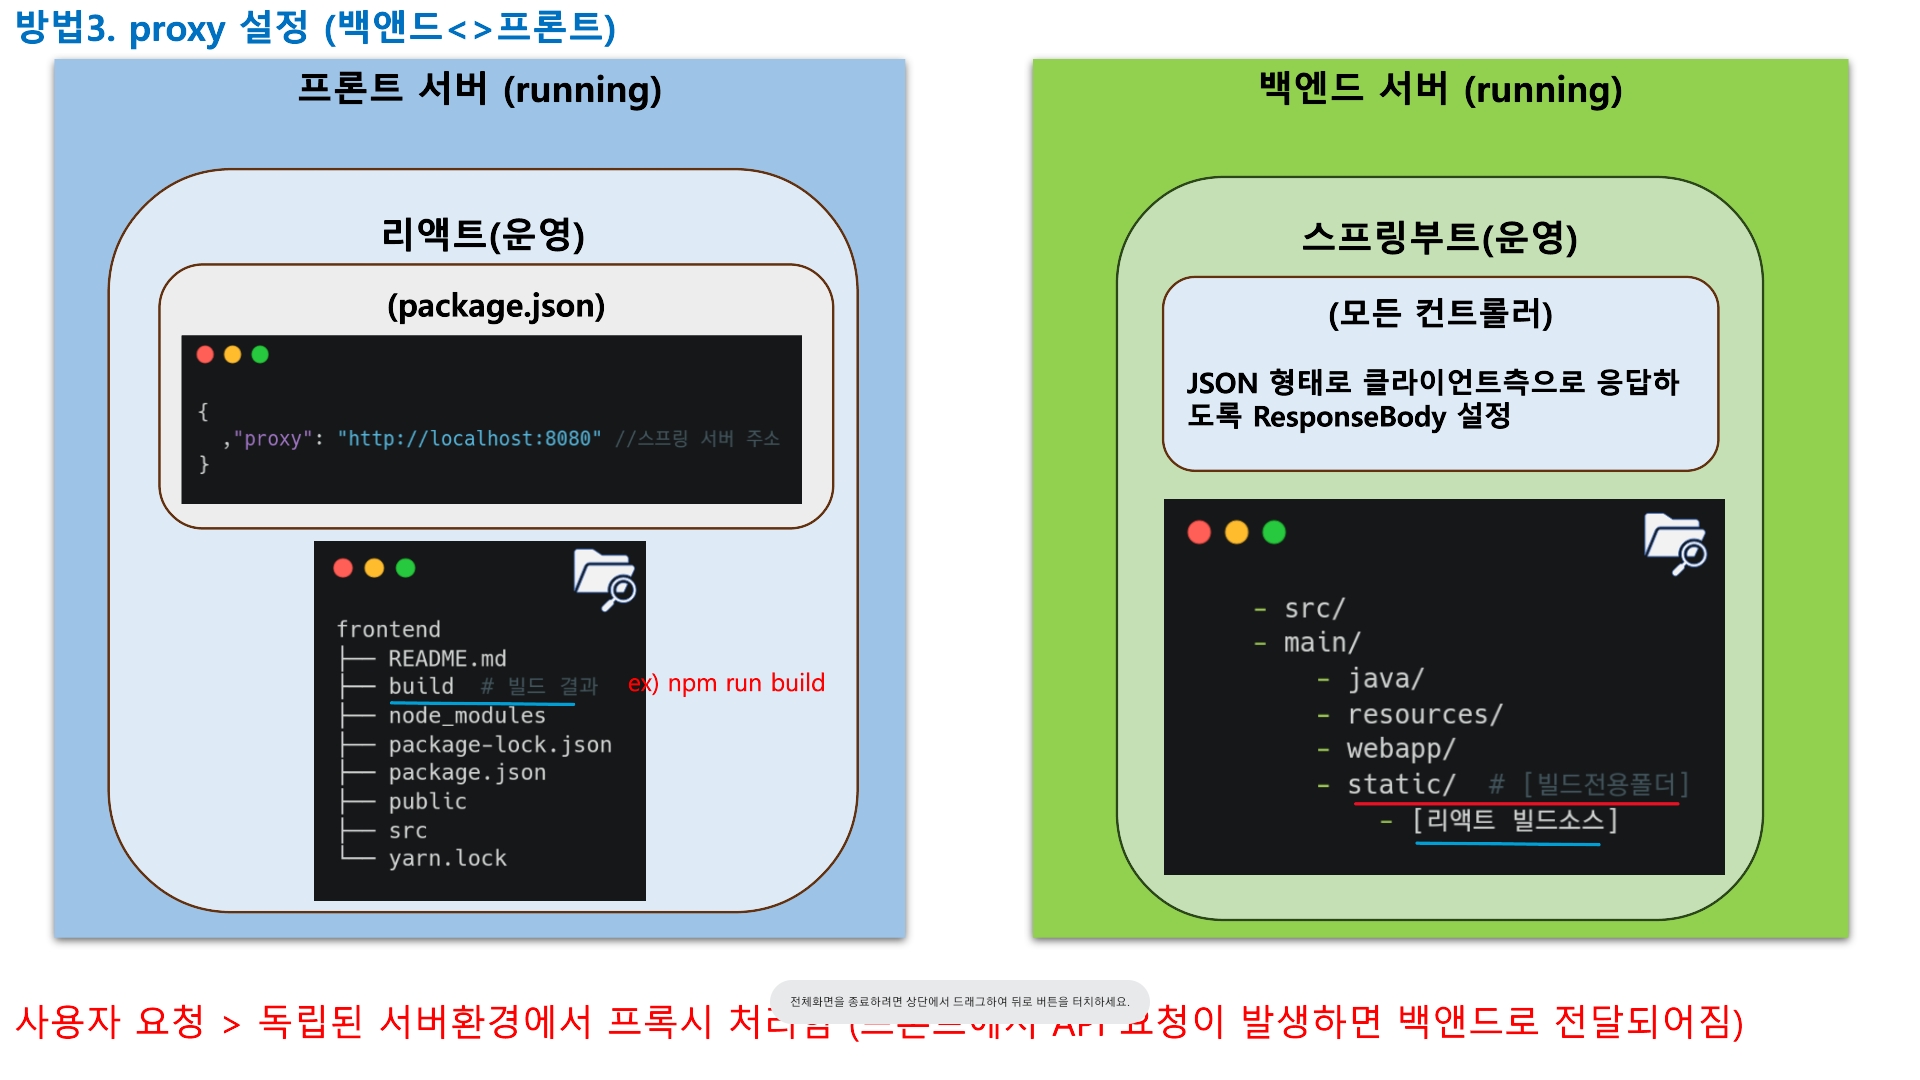 방법3. proxy 설정 (백앤드<>프론트)
프론트 서버 (running)
리액트(운영)
(package.json)
{
,"proxy": "http://localhost:8080" //스프링 서버 주소
}
frontend
├── README.md
├── build # 빌드 결과
├── node_modules
├── package-lock.json
├── package.json
├── public
├── src
└── yarn.lock
ex) npm run build
백엔드 서버 (running)
스프링부트(운영)
(모든 컨트롤러)
JSON 형태로 클라이언트측으로 응답하
도록 ResponseBody 설정
- src/
- main/
- java/
- resources/
- webapp/
- static/ # [빌드전용폴더]
- [리액트 빌드소스]
전체화면을 종료하려면 상단에서 드래그하여 뒤로 버튼을 터치하세요.
사용자 요청 > 독립된 서버환경에서 프록시 API 요청이 발생하면 백앤드로 전달되어짐)